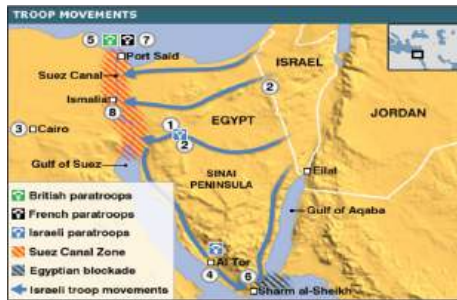 TROOP MOVEMENTS
5
7
Port Said
ISRAEL
Suez Canal
2
Ismalia
8
JORDAN
EGYPT
3
Cairo
1
2
Gulf of Suez
SINAI
PENINSULA
Eilat
British paratroops
French paratroops
Gulf of Aqaba
Israeli paratroops
Suez Canal Zone
Al Tor
4
6
Egyptian blockade
Sharm al-Sheikh
Israeli troop movements